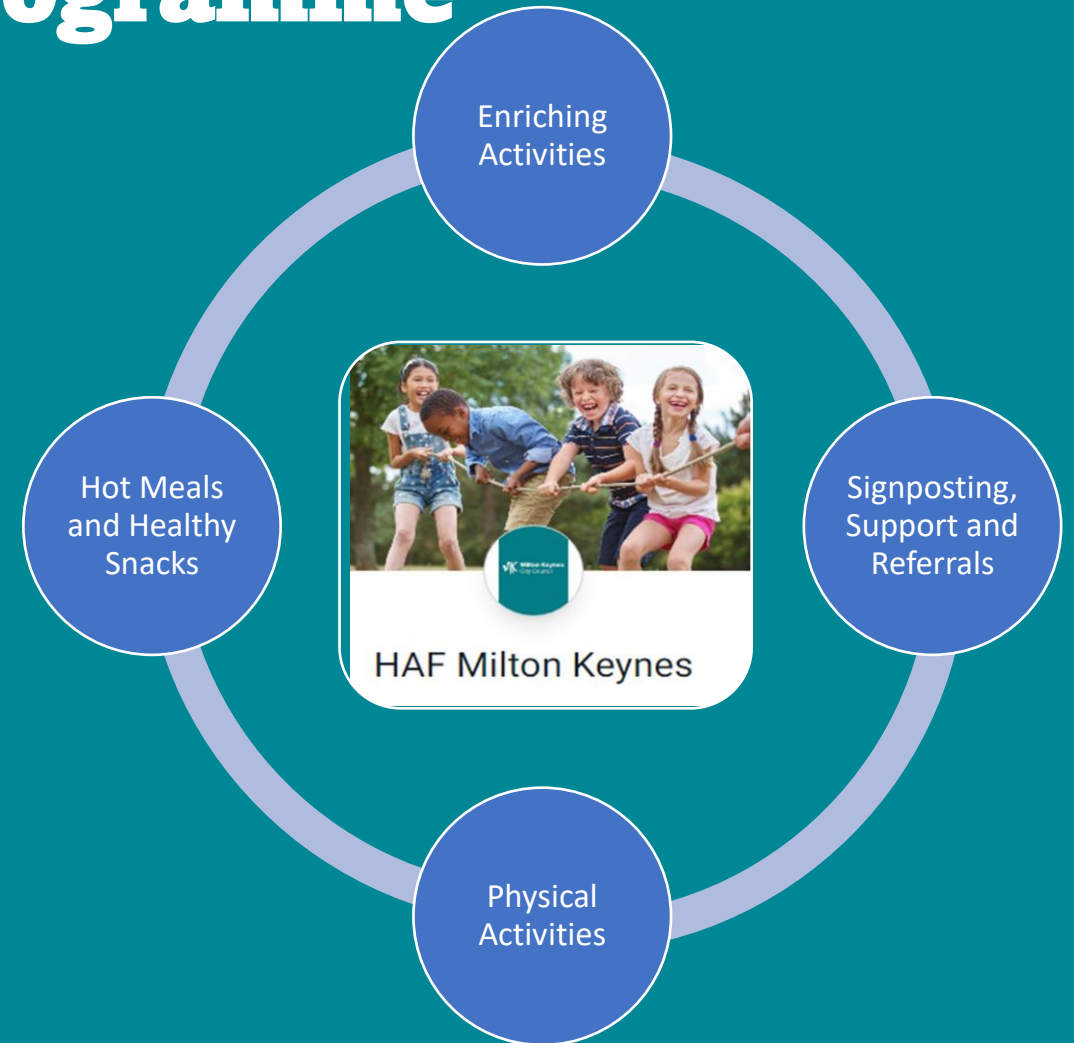 ogramme
Enriching
Activities
Hot Meals
and Healthy
Snacks
Signposting,
Support and
Referrals
Milton Keynes
City Council
HAF Milton Keynes
Physical
Activities